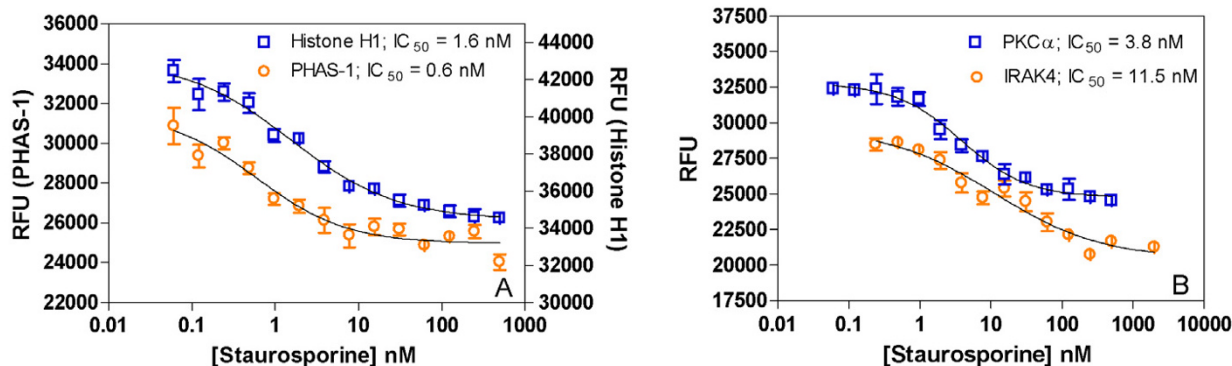 36000
34000
32000
30000
28000
26000
24000
22000
RFU (PHAS-1)
Histone H1; IC50 = 1.6 nM
PHAS-1; IC50 = 0.6 nM
44000
42000
40000
38000
36000
34000
32000
30000
RFU (Histone H1)
A
0.01 0.1 1 10 100 1000
[Staurosporine] nM
37500
35000
32500
30000
27500
25000
22500
20000
17500
RFU
PKCα; IC50 = 3.8 nM
IRAK4; IC50 = 11.5 nM
B
0.01 0.1 1 10 100 1000 10000
[Staurosporine] nM